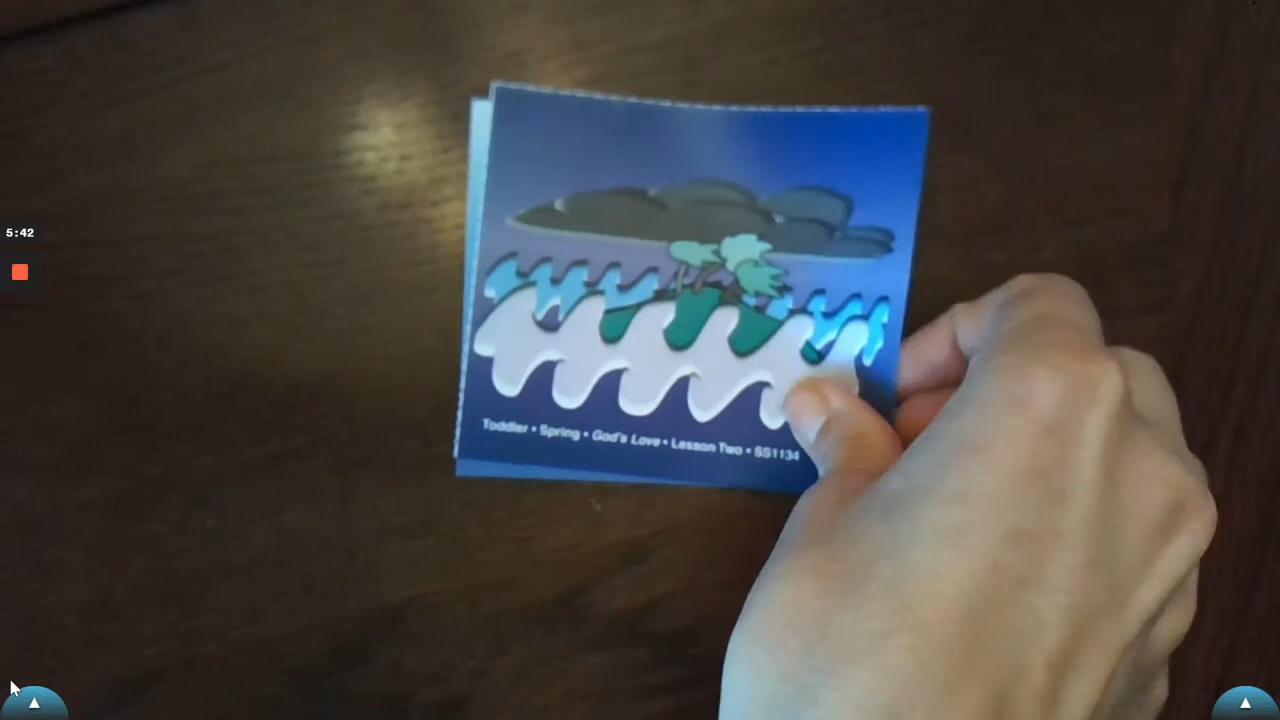 5:42
Toddler • Spring • God's Love • Lesson Two • SS1134